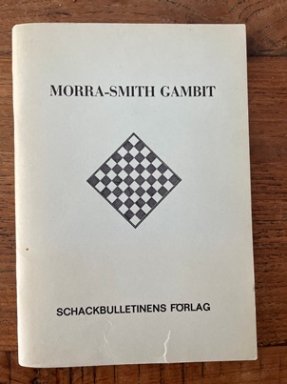 MORRA-SMITH GAMBIT
SCHACKBULLETINENS FÖRLAG